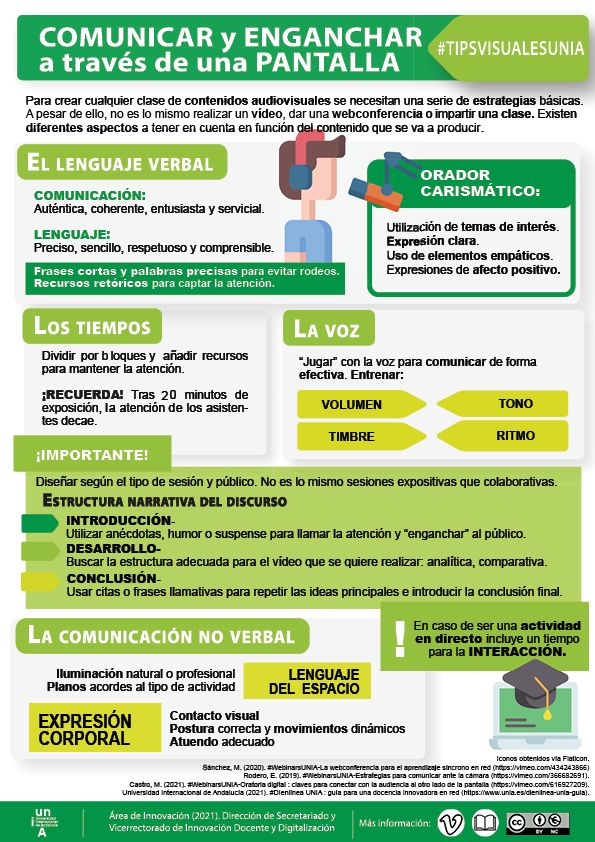 COMUNICAR y ENGANCHAR
a través de una PANTALLA
#TIPSVISUALESUNIA
Para crear cualquier clase de contenidos audiovisuales se necesitan una serie de estrategias básicas.
A pesar de ello, no es lo mismo realizar un vídeo, dar una webconferencia o impartir una clase. Existen
diferentes aspectos a tener en cuenta en función del contenido que se va a producir.
EL LENGUAJE VERBAL
COMUNICACIÓN:
Auténtica, coherente, entusiasta y servicial.
LENGUAJE:
Preciso, sencillo, respetuoso y comprensible.
Frases cortas y palabras precisas para evitar rodeos.
Recursos retóricos para captar la atención.
ORADOR
CARISMÁTICO:
Utilización de temas de interés.
Expresión clara.
Uso de elementos empáticos.
Expresiones de afecto positivo.
LOS TIEMPOS
Dividir por bloques y añadir recursos
para mantener la atención.
¡RECUERDA! Tras 20 minutos de
exposición, la atención de los asisten-
tes decae.
LA VOZ
“Jugar” con la voz para comunicar de forma
efectiva. Entrenar:
VOLUMEN
TONO
TIMBRE
RITMO
¡IMPORTANTE!
Diseñar según el tipo de sesión y público. No es lo mismo sesiones expositivas que colaborativas.
ESTRUCTURA NARRATIVA DEL DISCURSO
INTRODUCCIÓN-
Utilizar anécdotas, humor o suspense para llamar la atención y “enganchar” al público.
DESARROLLO-
Buscar la estructura adecuada para el vídeo que se quiere realizar: analítica, comparativa.
CONCLUSIÓN-
Usar citas o frases llamativas para repetir las ideas principales e introducir la conclusión final.
LA COMUNICACIÓN NO VERBAL
Iluminación natural o profesional
Planos acordes al tipo de actividad
LENGUAJE
DEL ESPACIO
EXPRESIÓN
CORPORAL
Contacto visual
Postura correcta y movimientos dinámicos
Atuendo adecuado
!
En caso de ser una actividad
en directo incluye un tiempo
para la INTERACCIÓN.
Iconos obtenidos vía Flaticon.
Sánchez, M. (2020). #WebinarsUNIA-La webconferencia para el aprendizaje síncrono en red (https://vimeo.com/434243866)
Rodero, E. (2019). #WebinarsUNIA-Estrategias para comunicar ante la cámara (https://vimeo.com/366682691).
Castro, M. (2021). #WebinarsUNIA-Oratoria digital : claves para conectar con la audiencia al otro lado de la pantalla (https://vimeo.com/616927209).
Universidad Internacional de Andalucía (2021). #Dienlínea UNIA : guía para una docencia innovadora en red (https://www.unia.es/dienlinea-unia-guia).
un
i
A
Universidad
Internacional
de Andalucía
Área de Innovación (2021). Dirección de Secretariado y
Vicerrectorado de Innovación Docente y Digitalización
Más información:
cc
BY NC